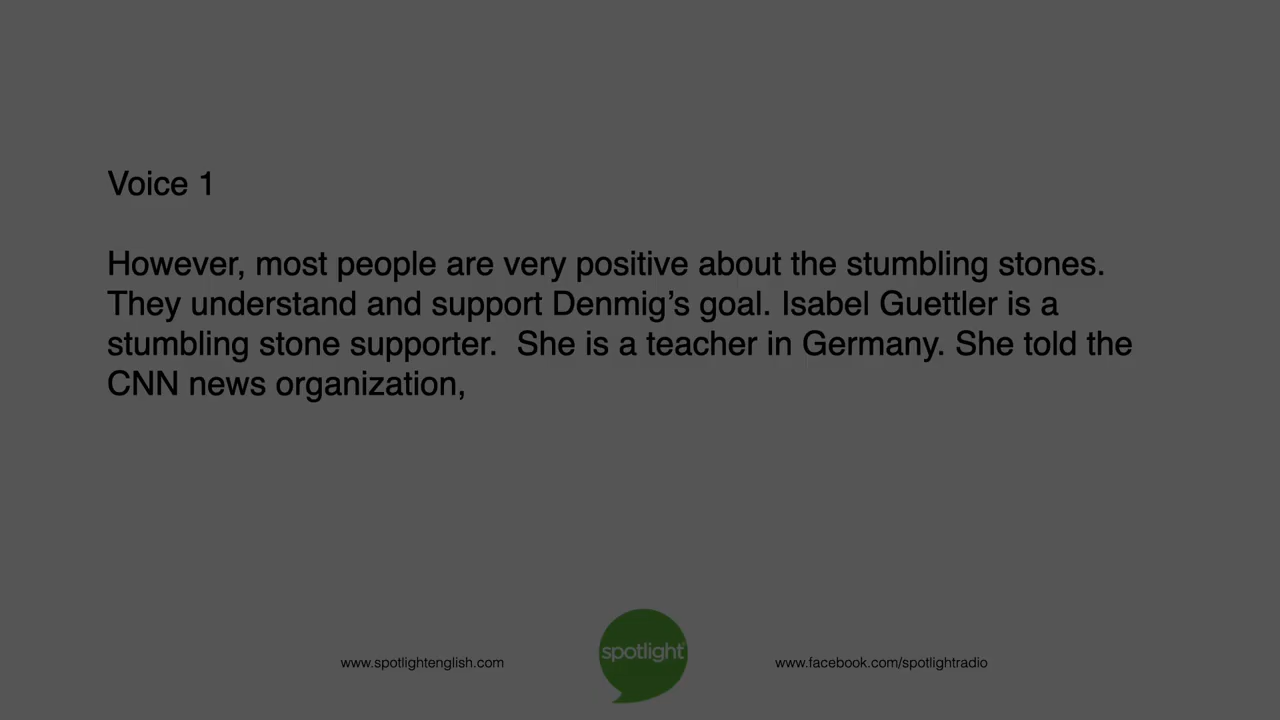 Voice 1
However, most people are very positive about the stumbling stones.
They understand and support Denmig’s goal. Isabel Guettler is a
stumbling stone supporter.  She is a teacher in Germany. She told the
CNN news organization,
spotlight®
www.spotlightenglish.com
www.facebook.com/spotlightradio